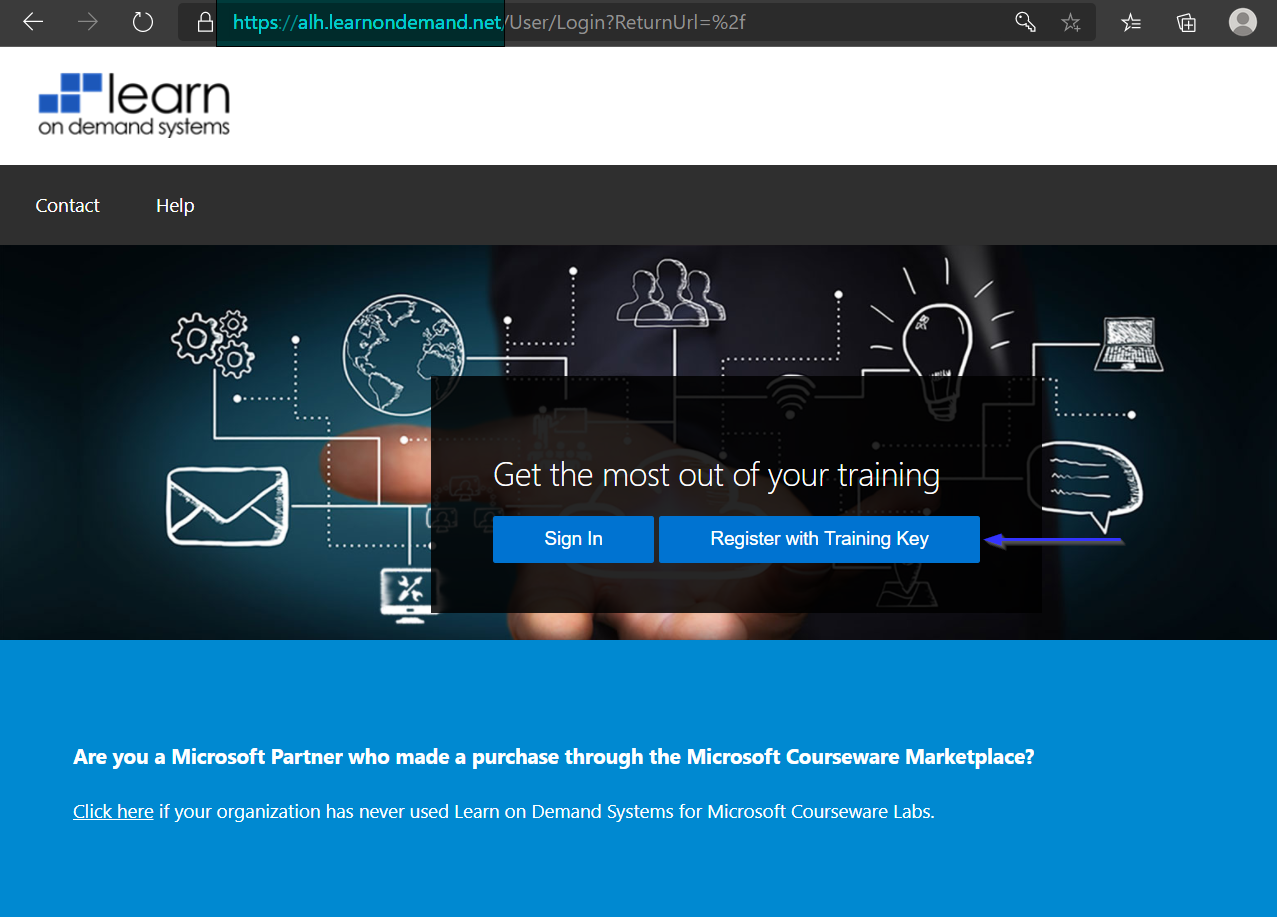 https://alh.learnondemand.net/User/Login?ReturnUrl=%2f
learn
on demand systems
Contact Help
Get the most out of your training
Sign In Register with Training Key
Are you a Microsoft Partner who made a purchase through the Microsoft Courseware Marketplace?
Click here if your organization has never used Learn on Demand Systems for Microsoft Courseware Labs.